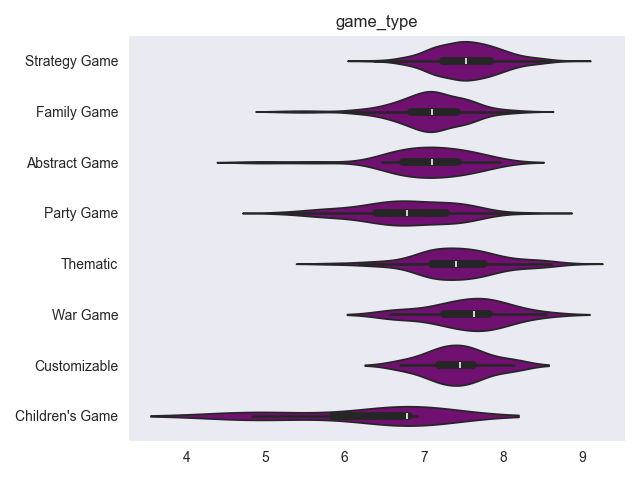 game_type
Strategy Game
Family Game
Abstract Game
Party Game
Thematic
War Game
Customizable
Children's Game
4 5 6 7 8 9